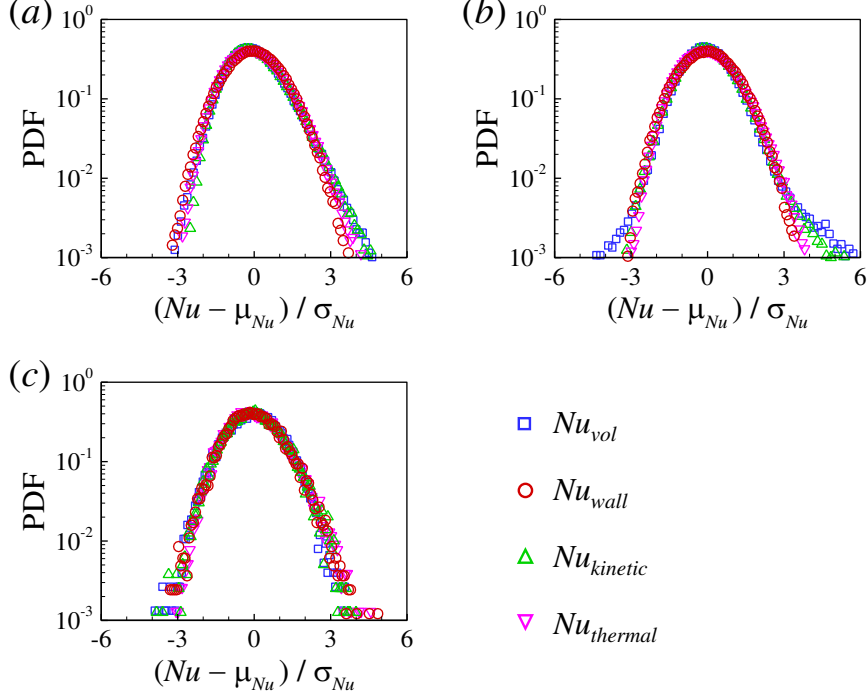 (a)
(b)
PDF
10^0
10^-1
10^-2
10^-3
-6 -3 0 3 6
(Nu − μ_Nu) / σ_Nu
PDF
10^0
10^-1
10^-2
10^-3
-6 -3 0 3 6
(Nu − μ_Nu) / σ_Nu
(c)
PDF
10^0
10^-1
10^-2
10^-3
-6 -3 0 3 6
(Nu − μ_Nu) / σ_Nu
Nu_vol
Nu_wall
Nu_kinetic
Nu_thermal